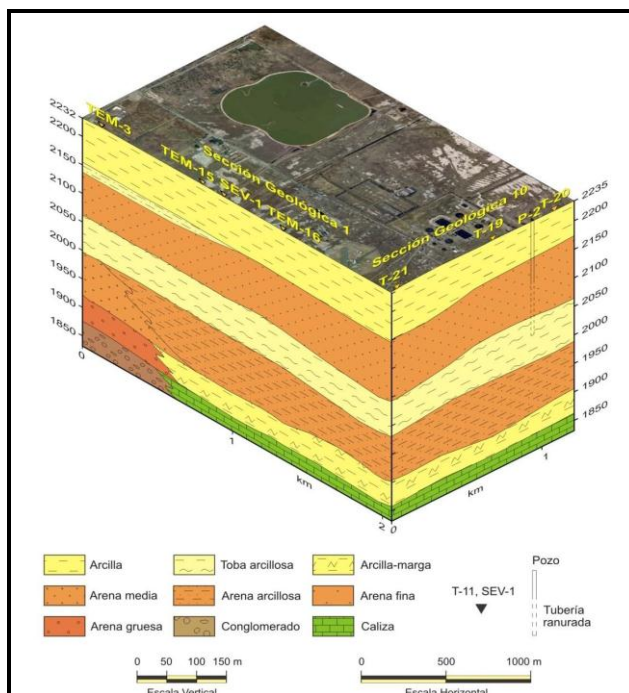 2232
2200
2150
2100
2050
2000
1950
1900
1850
TEM-3
Sección Geológica 1
TEM-15, SEV-1 TEM-16
Sección Geológica 10
T-21
T-19
P-2
T-20
2235
2200
2150
2100
2050
2000
1950
1900
1850
0
1
km
2
0
km
1
Arcilla
Toba arcillosa
Arcilla-marga
Pozo
Arena media
Arena arcillosa
Arena fina
T-11, SEV-1
Tubería
ranurada
Arena gruesa
Conglomerado
Caliza
0 50 100 150 m
Escala Vertical
0 500 1000 m
Escala Horizontal